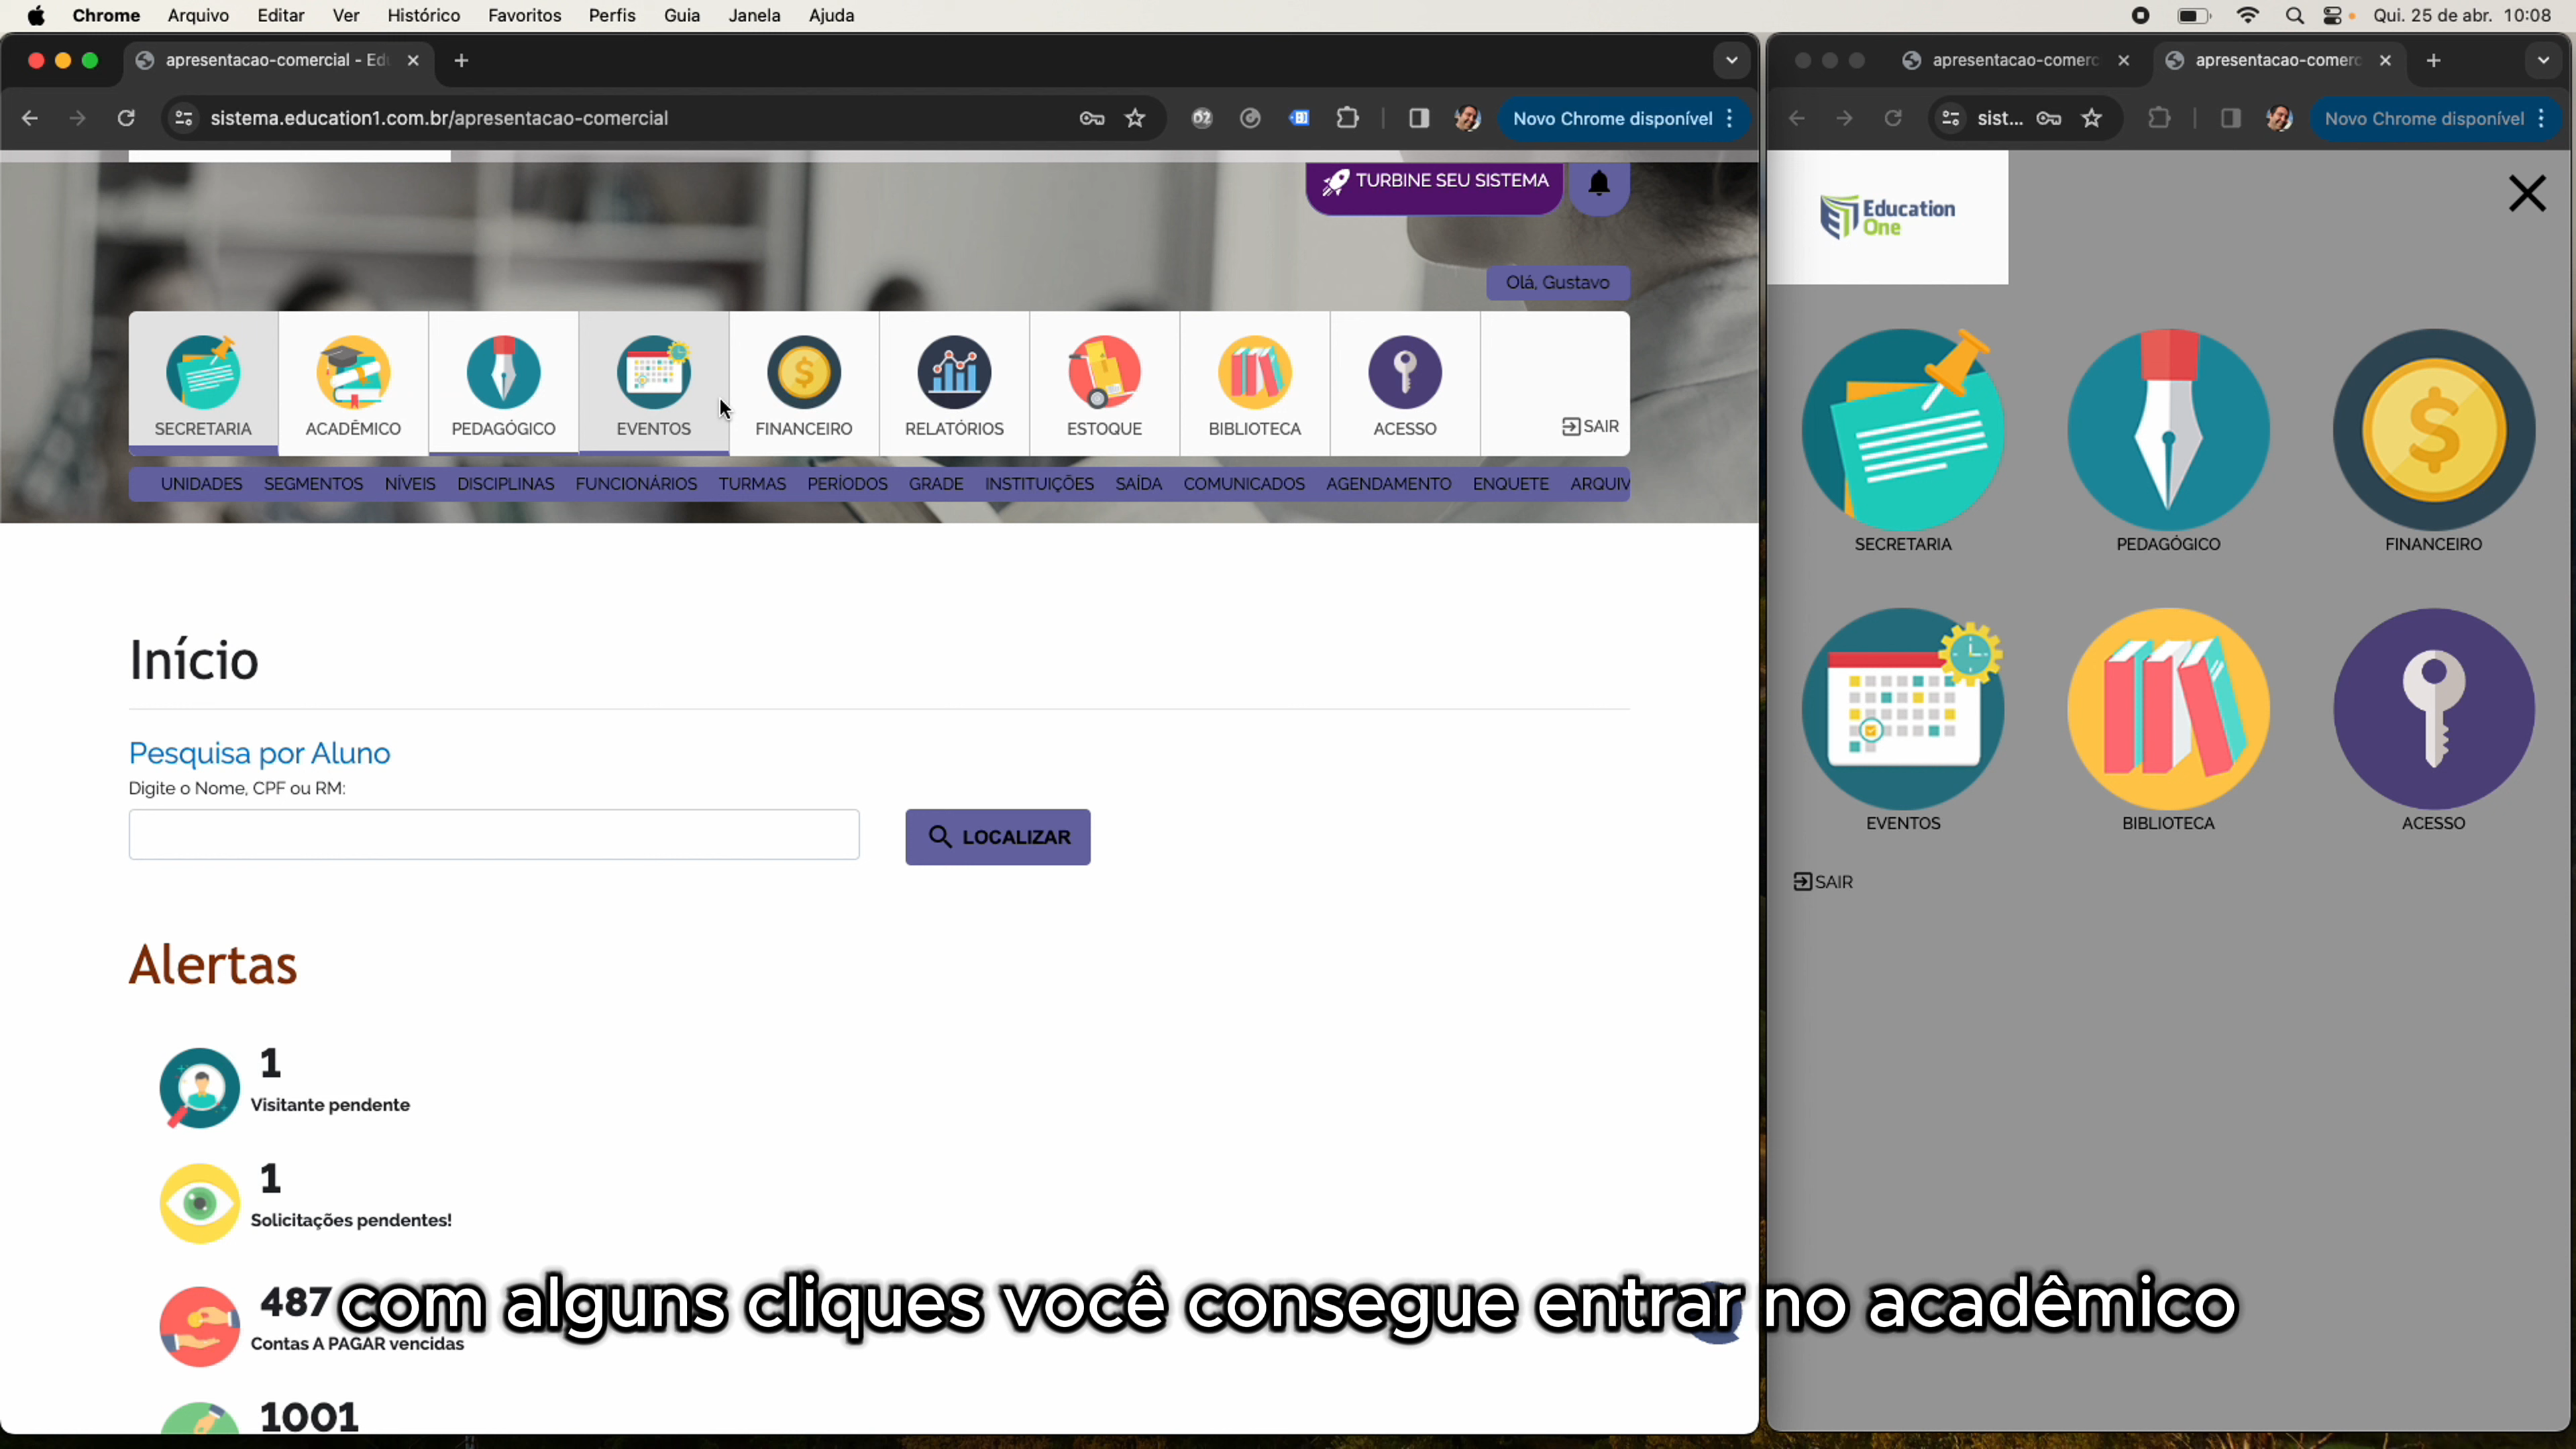 Chrome Arquivo Editar Ver Histórico Favoritos Perfis Guia Janela Ajuda
Qui. 25 de abr. 10:08
apresentacao-comercial - Ed
sistema.education1.com.br/apresentacao-comercial
Novo Chrome disponível
TURBINE SEU SISTEMA
Olá, Gustavo
SECRETARIA ACADÊMICO PEDAGÓGICO EVENTOS FINANCEIRO RELATÓRIOS ESTOQUE BIBLIOTECA ACESSO SAIR
UNIDADES SEGMENTOS NÍVEIS DISCIPLINAS FUNCIONÁRIOS TURMAS PERÍODOS GRADE INSTITUIÇÕES SAÍDA COMUNICADOS AGENDAMENTO ENQUETE ARQUIV
Início
Pesquisa por Aluno
Digite o Nome, CPF ou RM:
LOCALIZAR
Alertas
1
Visitante pendente
1
Solicitações pendentes!
487
Contas A PAGAR vencidas
1001
apresentacao-comerc
apresentacao-comerc
sist...
Novo Chrome disponível
Education
One
SECRETARIA PEDAGÓGICO FINANCEIRO
EVENTOS BIBLIOTECA ACESSO
SAIR
com alguns cliques você consegue entrar no acadêmico